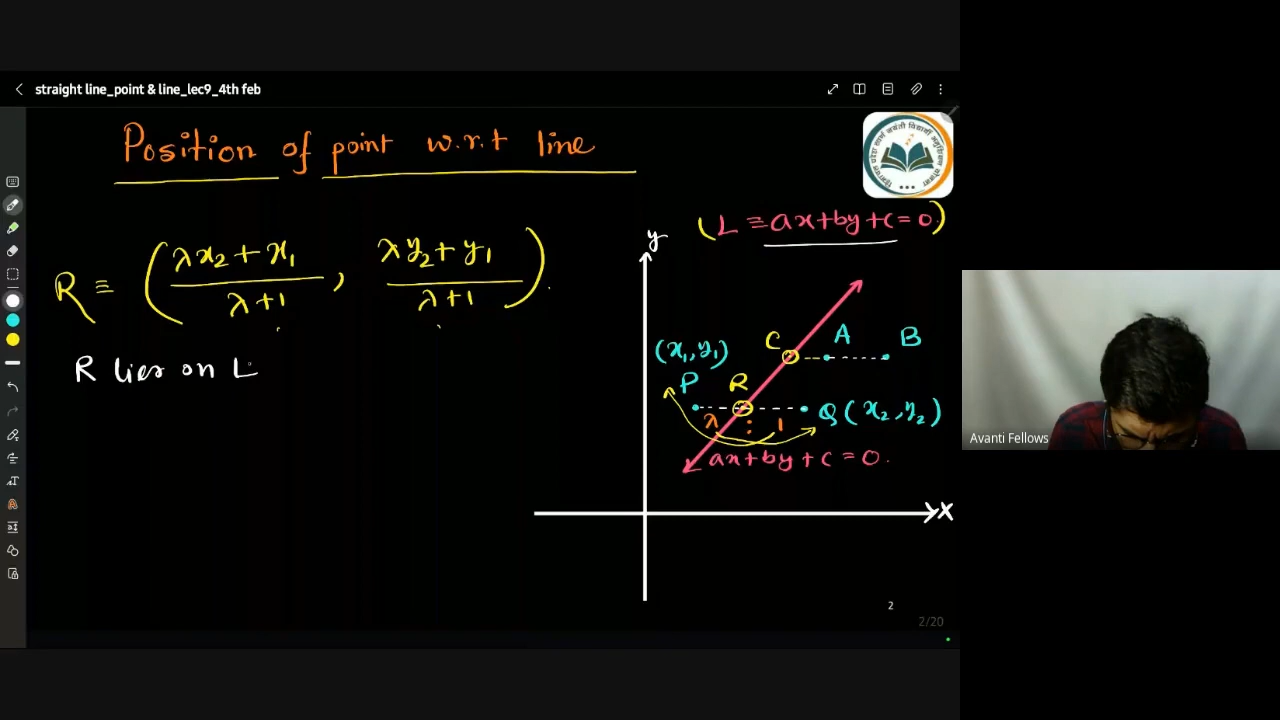 straight line_point & line_lec9_4th feb
Position of point w.r.t line
(L ≡ ax+by+c=0.)
y
R ≡ ( λx₂+x₁ / λ+1 , λy₂+y₁ / λ+1 ).
R lies on L
(x₁,y₁) C A B
P R
Q(x₂,y₂)
λ : 1
ax+by+c=0.
X
2
2/20
Avanti Fellows